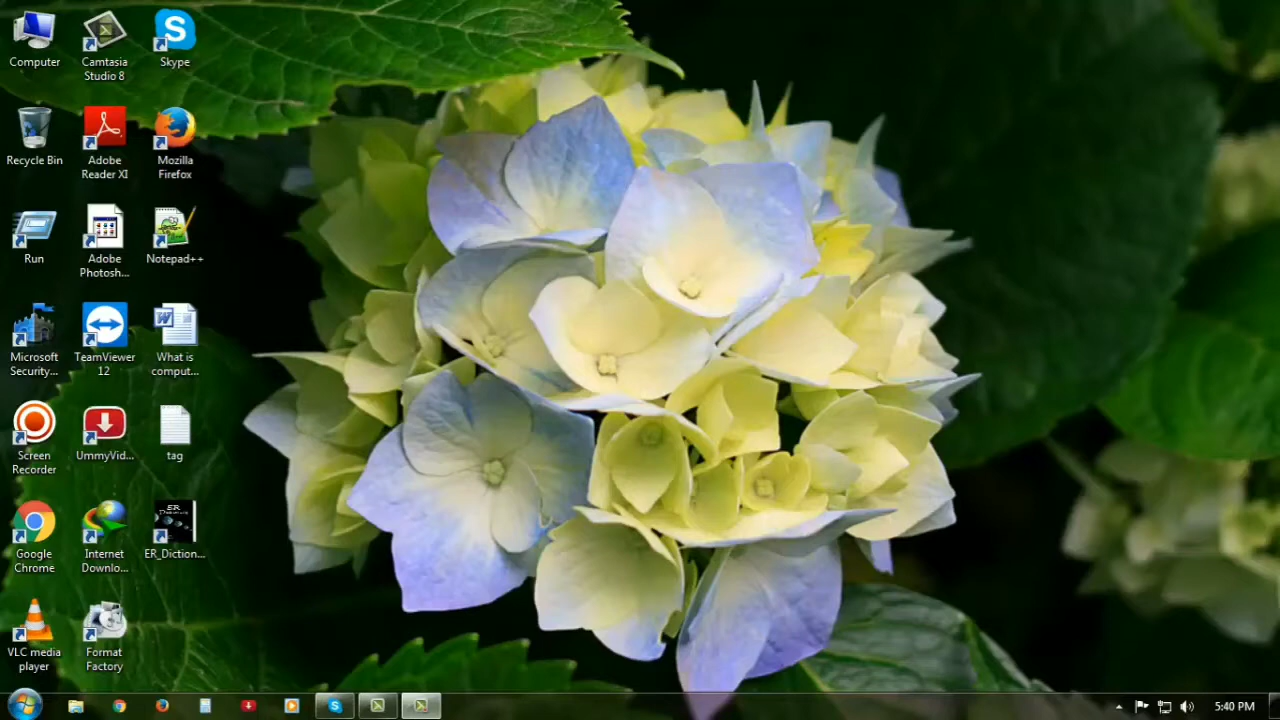 Computer
Camtasia
Studio 8
Skype
Recycle Bin
Adobe
Reader XI
Mozilla
Firefox
Run
Adobe
Photosh...
Notepad++
Microsoft
Security...
TeamViewer
12
What is
comput...
Screen
Recorder
UmmyVid...
tag
Google
Chrome
Internet
Downlo...
ER
ER_Diction...
VLC media
player
Format
Factory
5:40 PM